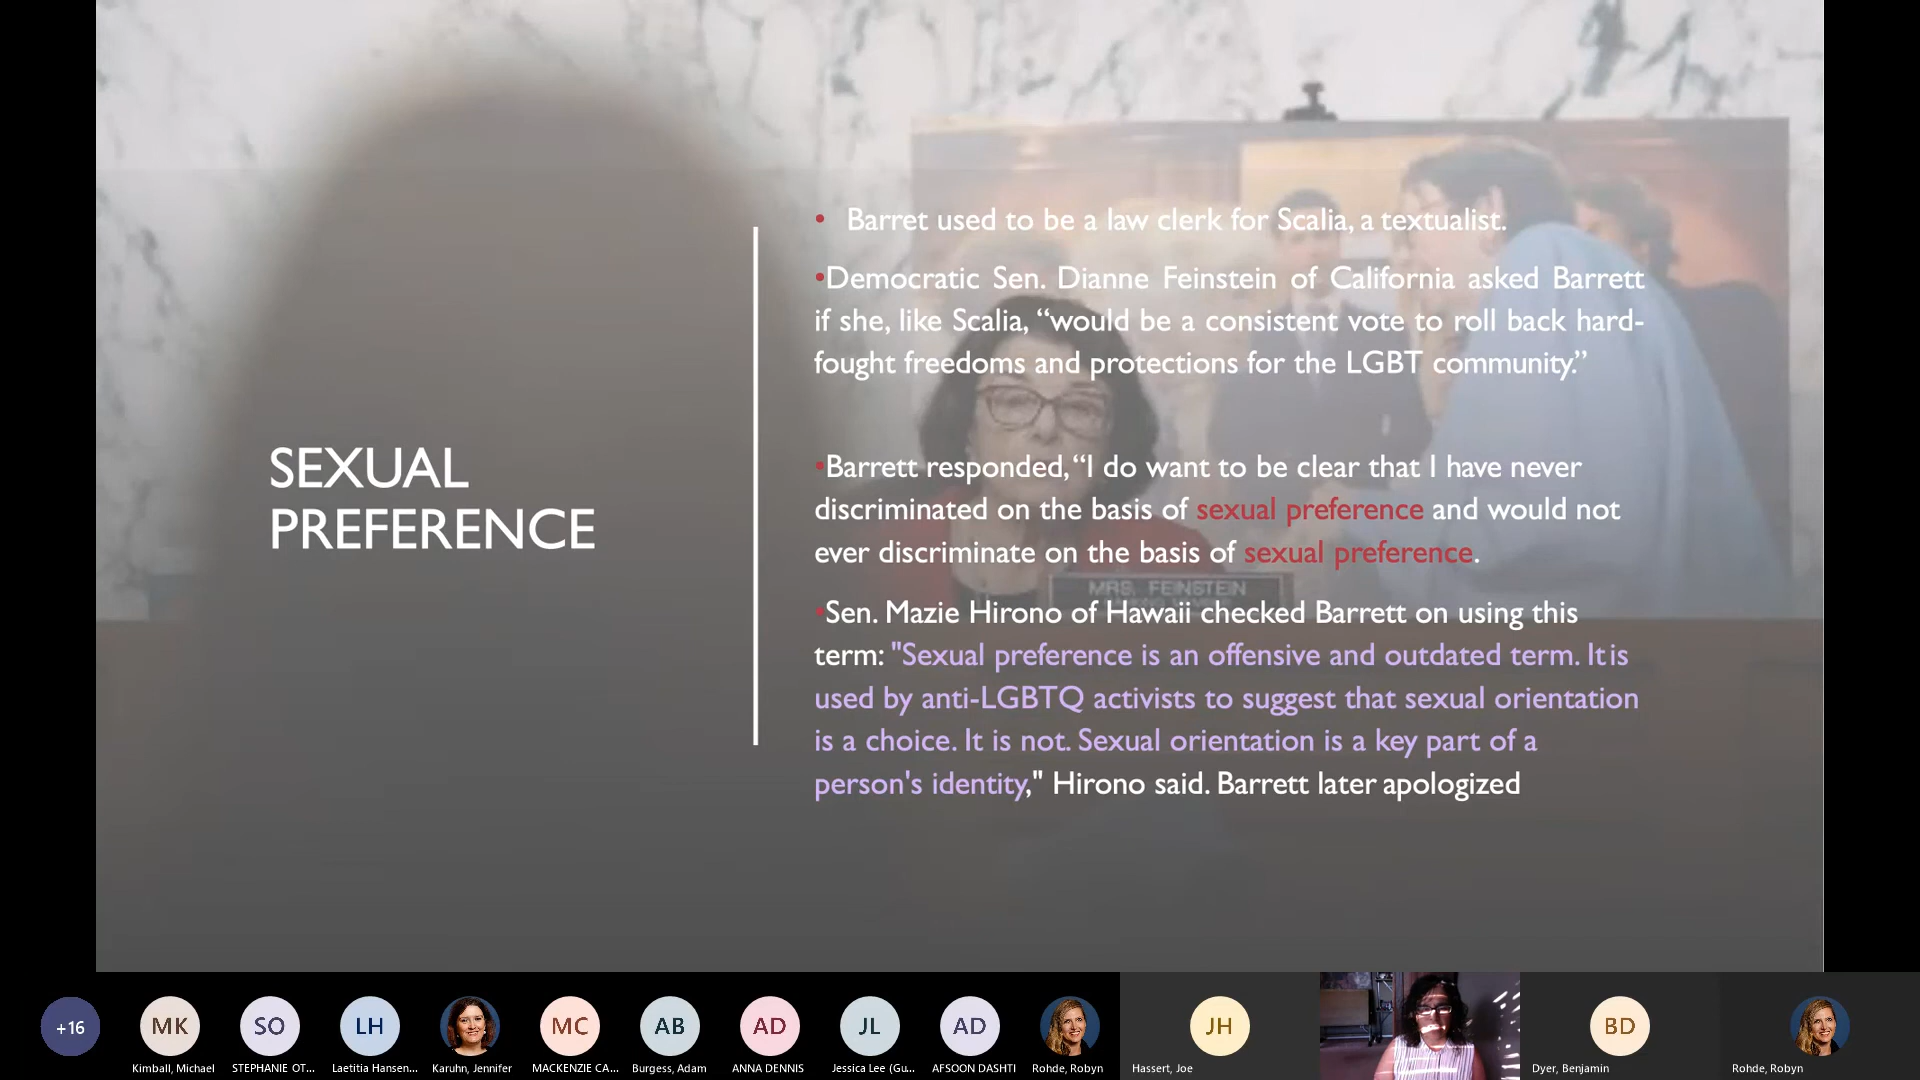 SEXUAL
PREFERENCE
• Barret used to be a law clerk for Scalia, a textualist.
•Democratic Sen. Dianne Feinstein of California asked Barrett
if she, like Scalia, “would be a consistent vote to roll back hard-
fought freedoms and protections for the LGBT community.”
•Barrett responded, “I do want to be clear that I have never
discriminated on the basis of sexual preference and would not
ever discriminate on the basis of sexual preference.
MRS. FEINSTEIN
•Sen. Mazie Hirono of Hawaii checked Barrett on using this
term: "Sexual preference is an offensive and outdated term. It is
used by anti-LGBTQ activists to suggest that sexual orientation
is a choice. It is not. Sexual orientation is a key part of a
person's identity," Hirono said. Barrett later apologized
+16
MK
SO
LH
MC
AB
AD
JL
AD
JH
BD
Kimball, Michael
STEPHANIE OT...
Laetitia Hansen...
Karuhn, Jennifer
MACKENZIE CA...
Burgess, Adam
ANNA DENNIS
Jessica Lee (Gu...
AFSOON DASHTI
Rohde, Robyn
Hassert, Joe
Dyer, Benjamin
Rohde, Robyn